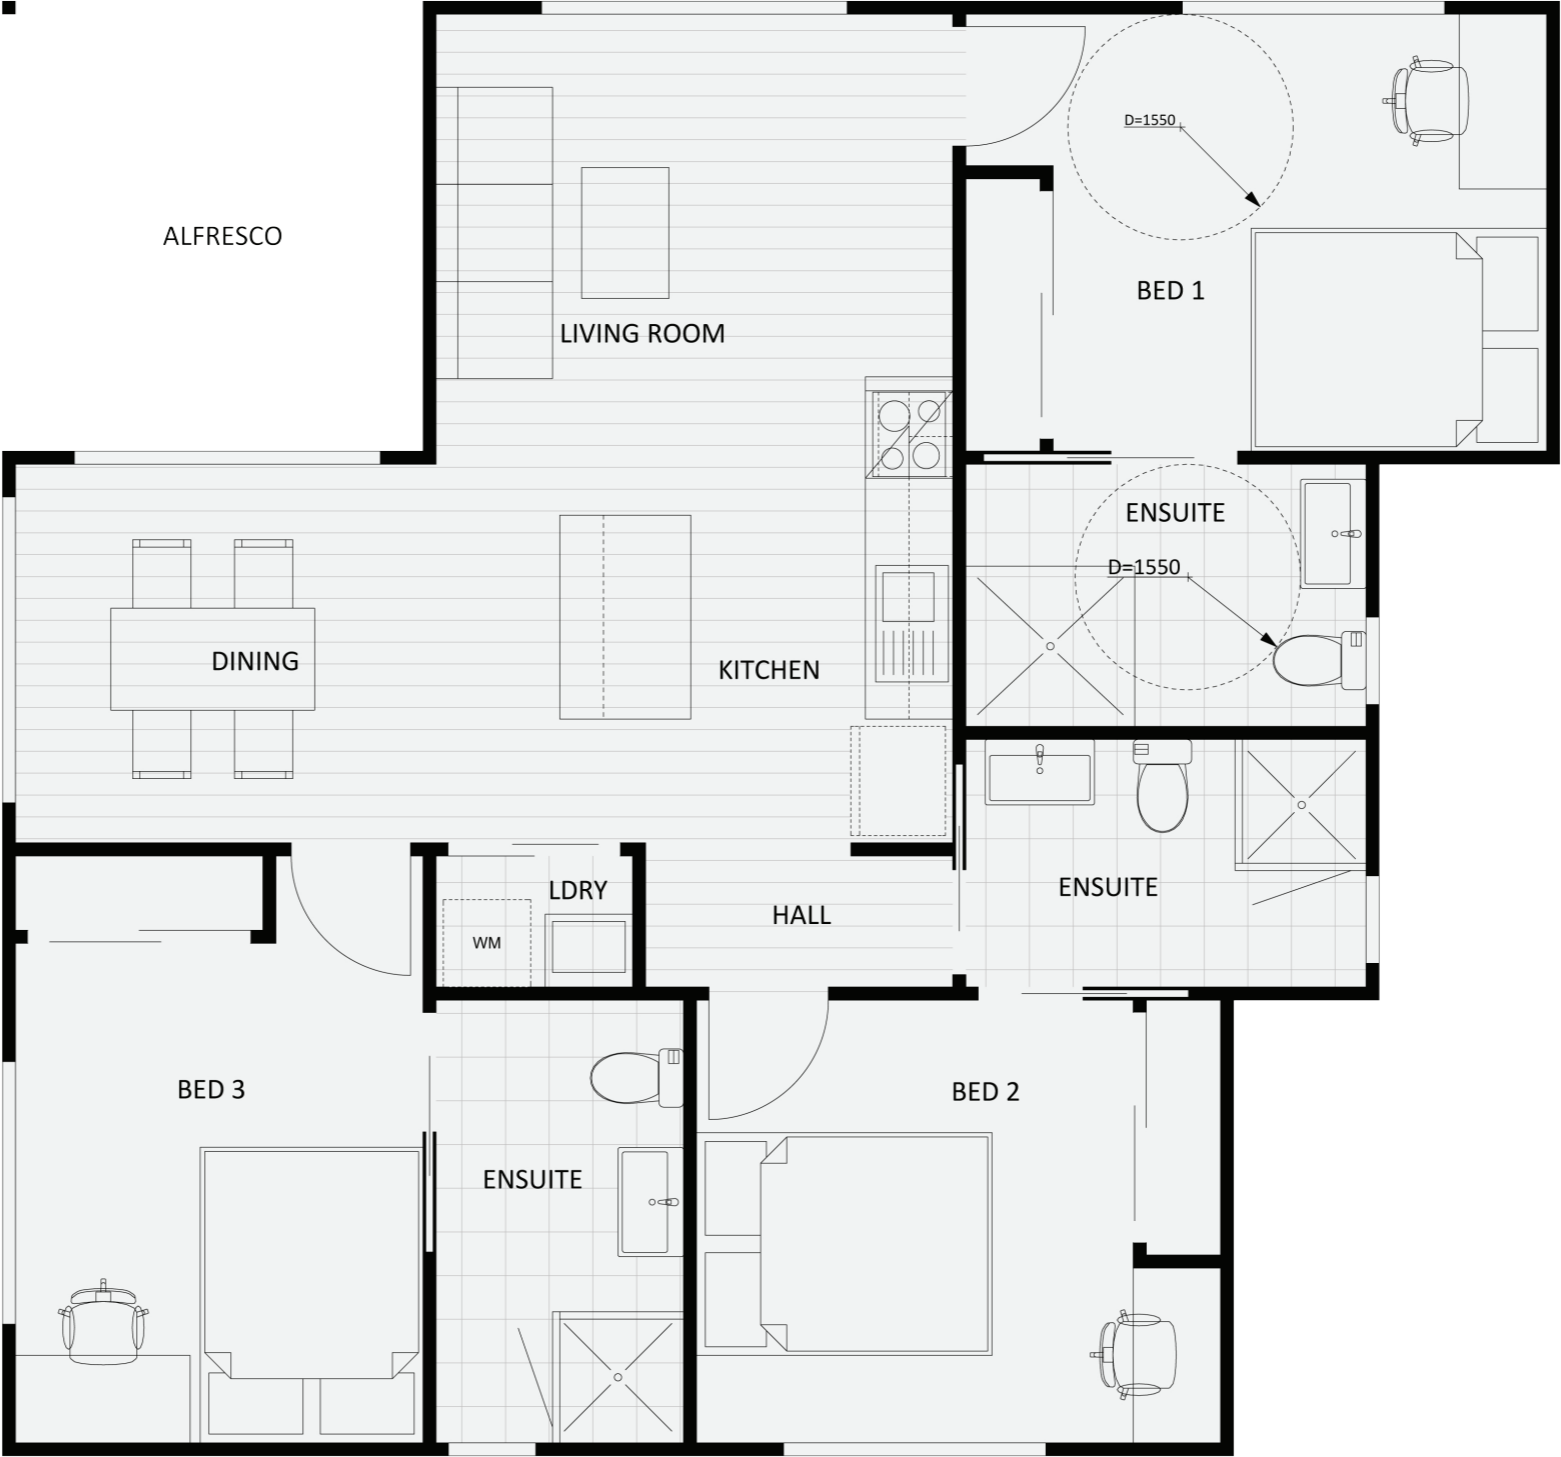 D=1550
ALFRESCO
BED 1
LIVING ROOM
ENSUITE
D=1550
DINING
KITCHEN
LDRY
ENSUITE
HALL
WM
BED 3
BED 2
ENSUITE